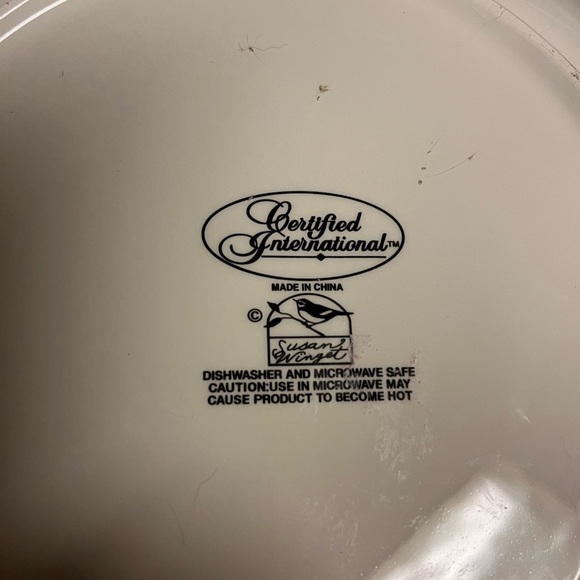 Certified
International™
MADE IN CHINA
©
Susan
Winget
DISHWASHER AND MICROWAVE SAFE
CAUTION:USE IN MICROWAVE MAY
CAUSE PRODUCT TO BECOME HOT